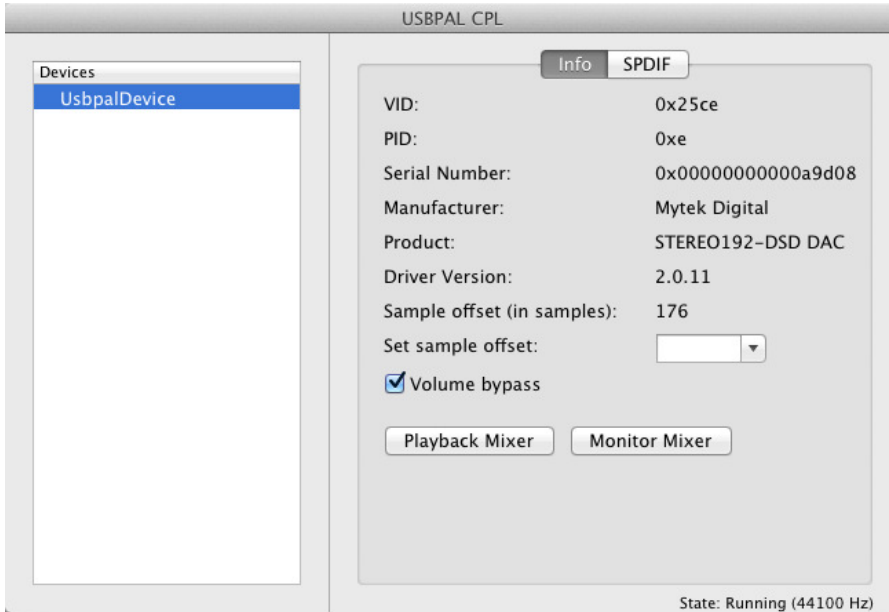 USBPAL CPL
Devices
UsbpalDevice
Info SPDIF
VID: 0x25ce
PID: 0xe
Serial Number: 0x00000000000a9d08
Manufacturer: Mytek Digital
Product: STEREO192-DSD DAC
Driver Version: 2.0.11
Sample offset (in samples): 176
Set sample offset:
Volume bypass
Playback Mixer Monitor Mixer
State: Running (44100 Hz)